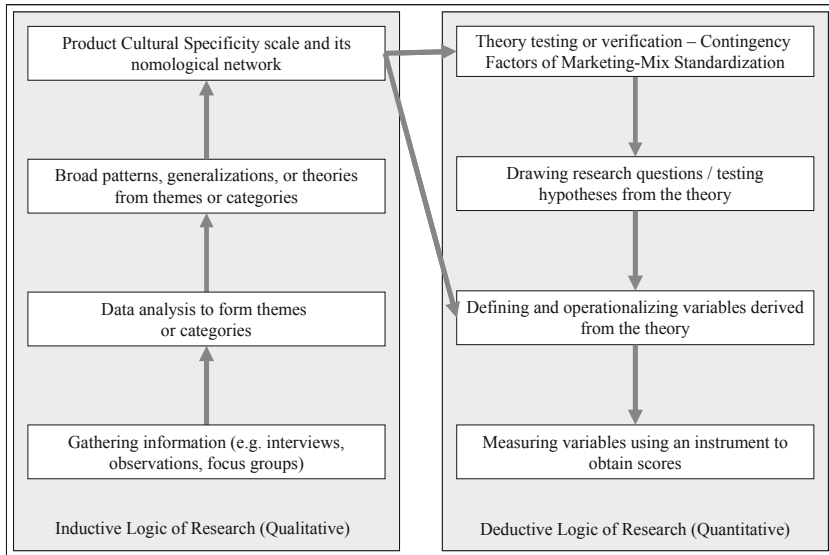 Product Cultural Specificity scale and its
nomological network
Broad patterns, generalizations, or theories
from themes or categories
Data analysis to form themes
or categories
Gathering information (e.g. interviews,
observations, focus groups)
Inductive Logic of Research (Qualitative)
Theory testing or verification – Contingency
Factors of Marketing-Mix Standardization
Drawing research questions / testing
hypotheses from the theory
Defining and operationalizing variables derived
from the theory
Measuring variables using an instrument to
obtain scores
Deductive Logic of Research (Quantitative)